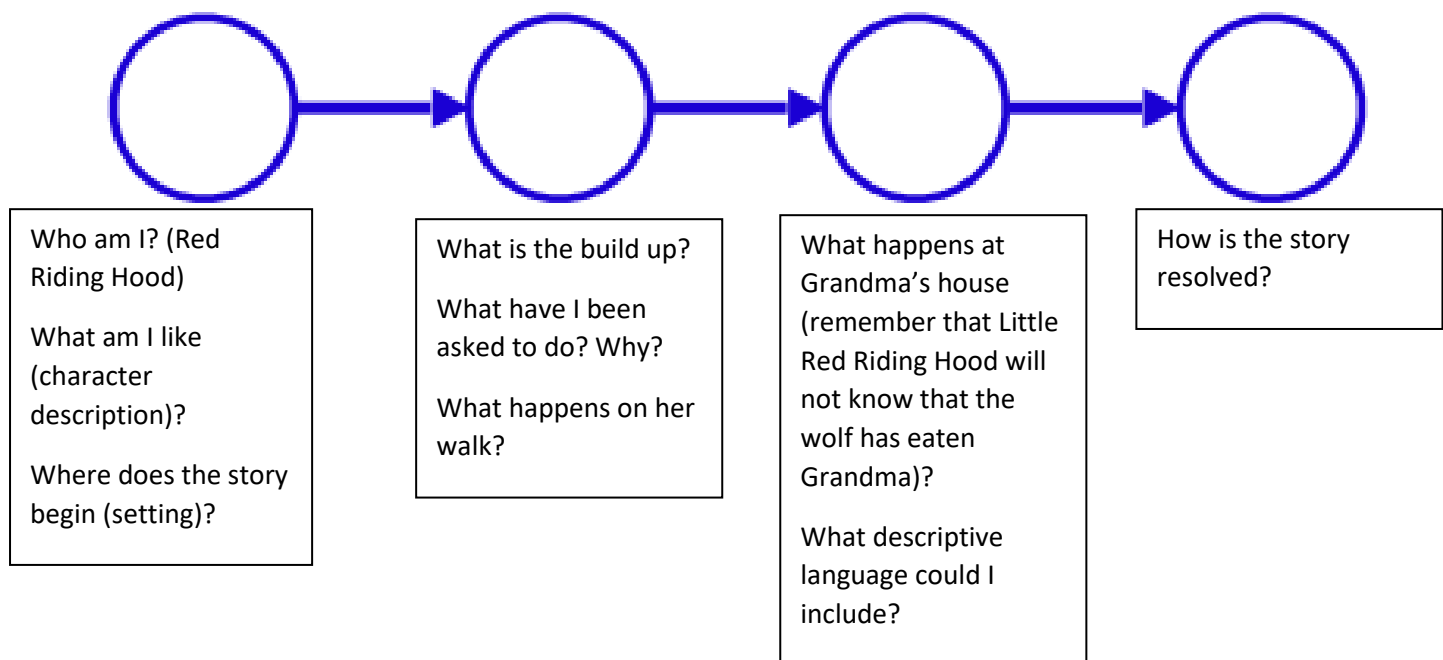 Who am I? (Red
Riding Hood)
What am I like
(character
description)?
Where does the story
begin (setting)?
What is the build up?
What have I been
asked to do? Why?
What happens on her
walk?
What happens at
Grandma’s house
(remember that Little
Red Riding Hood will
not know that the
wolf has eaten
Grandma)?
What descriptive
language could I
include?
How is the story
resolved?